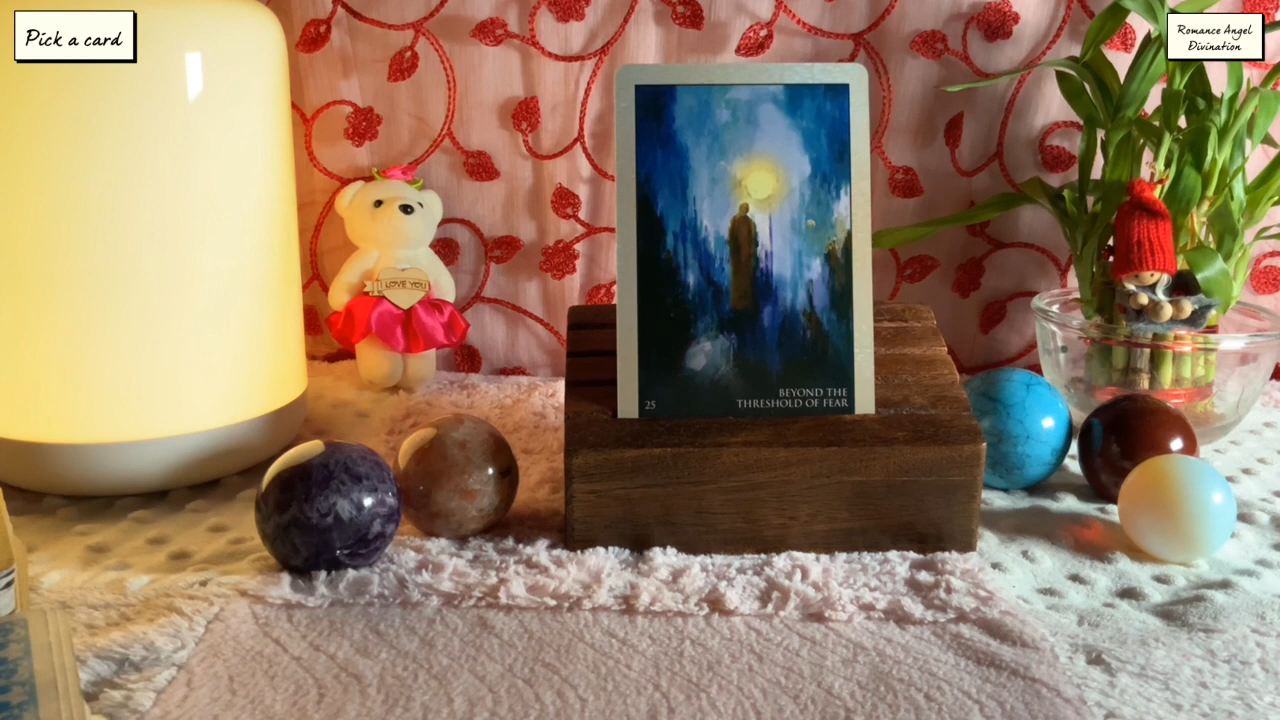 Pick a card
Romance Angel
Divination
I LOVE YOU
25
BEYOND THE
THRESHOLD OF FEAR